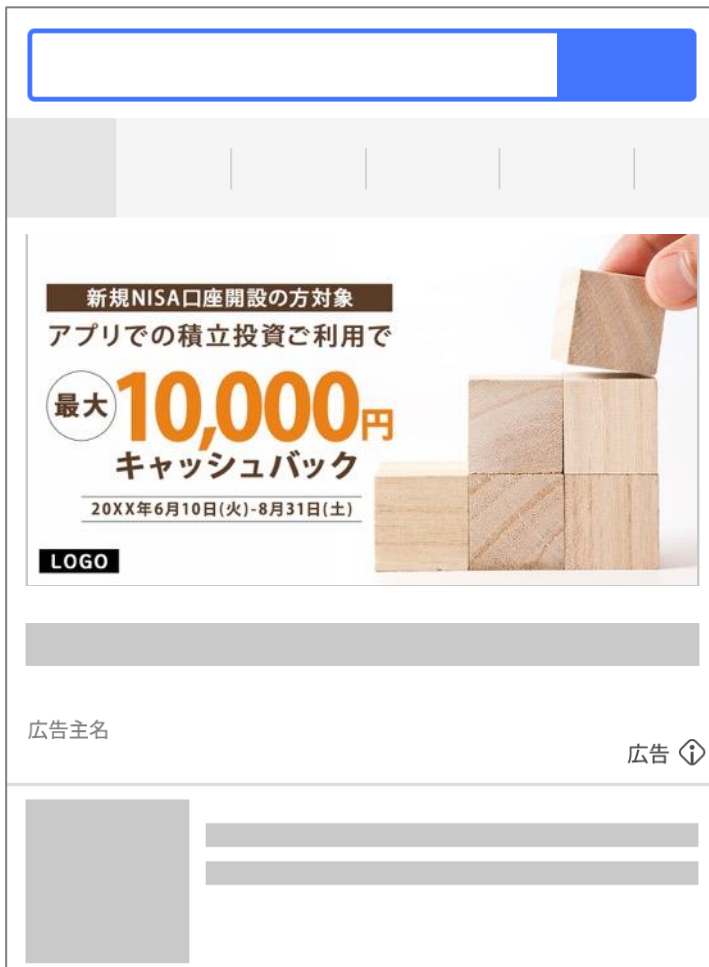 新規NISA口座開設の方対象
アプリでの積立投資ご利用で
最大10,000円
キャッシュバック
20XX年6月10日(火)-8月31日(土)
LOGO
広告主名
広告